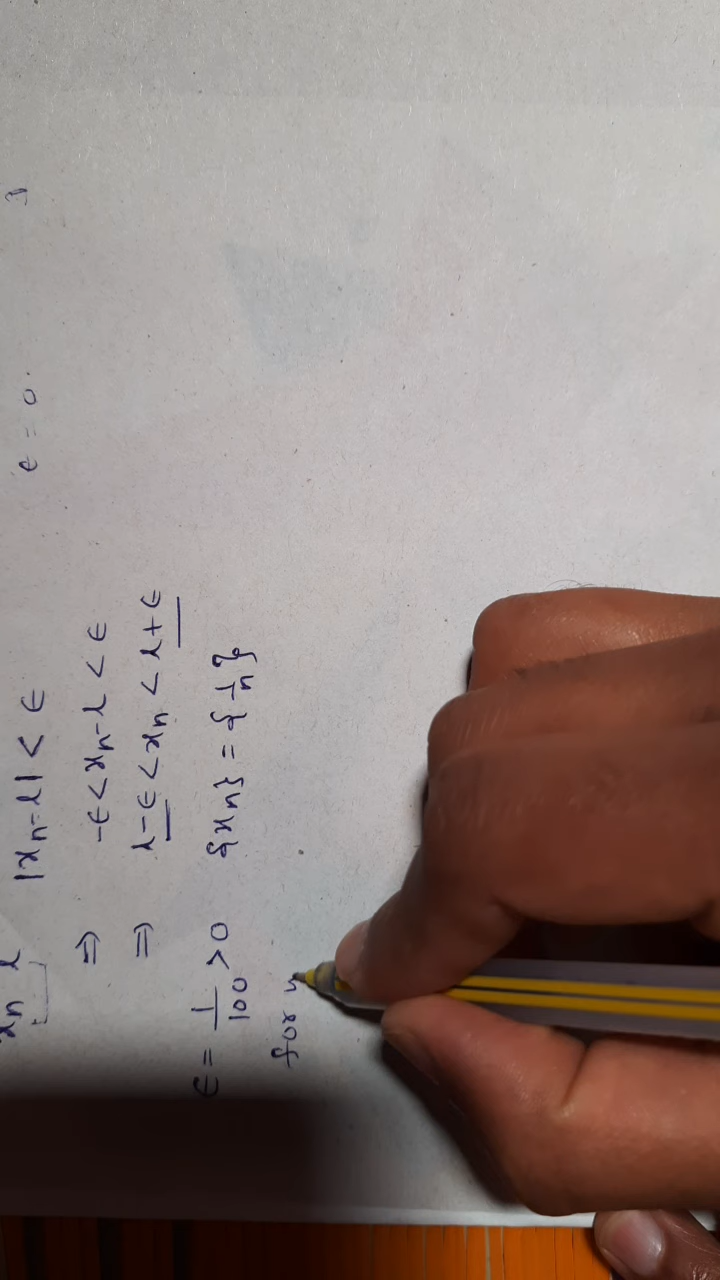 xn l
|xn-l| < ϵ ϵ = 0.
⇒ -ϵ < xn-l < ϵ
⇒ l-ϵ < xn < l+ϵ
ϵ = 1/100 > 0 {xn} = {1/n}
for